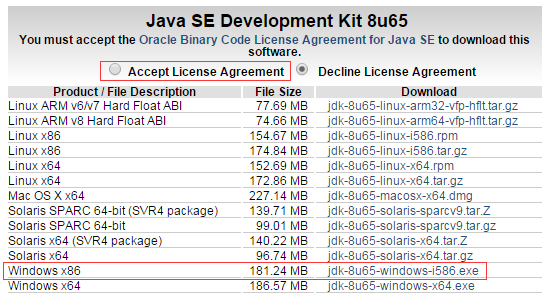 Java SE Development Kit 8u65
You must accept the Oracle Binary Code License Agreement for Java SE to download this
software.
Accept License Agreement Decline License Agreement
Product / File Description File Size Download
Linux ARM v6/v7 Hard Float ABI 77.69 MB jdk-8u65-linux-arm32-vfp-hflt.tar.gz
Linux ARM v8 Hard Float ABI 74.66 MB jdk-8u65-linux-arm64-vfp-hflt.tar.gz
Linux x86 154.67 MB jdk-8u65-linux-i586.rpm
Linux x86 174.84 MB jdk-8u65-linux-i586.tar.gz
Linux x64 152.69 MB jdk-8u65-linux-x64.rpm
Linux x64 172.86 MB jdk-8u65-linux-x64.tar.gz
Mac OS X x64 227.14 MB jdk-8u65-macosx-x64.dmg
Solaris SPARC 64-bit (SVR4 package) 139.71 MB jdk-8u65-solaris-sparcv9.tar.Z
Solaris SPARC 64-bit 99.01 MB jdk-8u65-solaris-sparcv9.tar.gz
Solaris x64 (SVR4 package) 140.22 MB jdk-8u65-solaris-x64.tar.Z
Solaris x64 96.74 MB jdk-8u65-solaris-x64.tar.gz
Windows x86 181.24 MB jdk-8u65-windows-i586.exe
Windows x64 186.57 MB jdk-8u65-windows-x64.exe